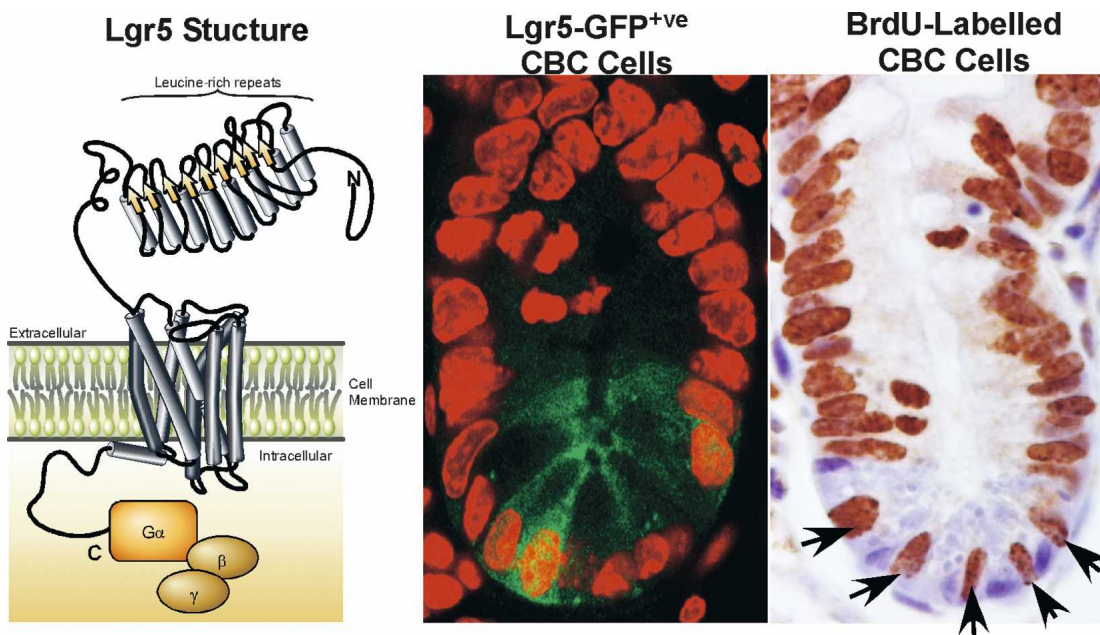 Lgr5 Stucture
Leucine-rich repeats
N
Extracellular
Cell
Membrane
Intracellular
C
Gα
β
γ
Lgr5-GFP+ve
CBC Cells
BrdU-Labelled
CBC Cells